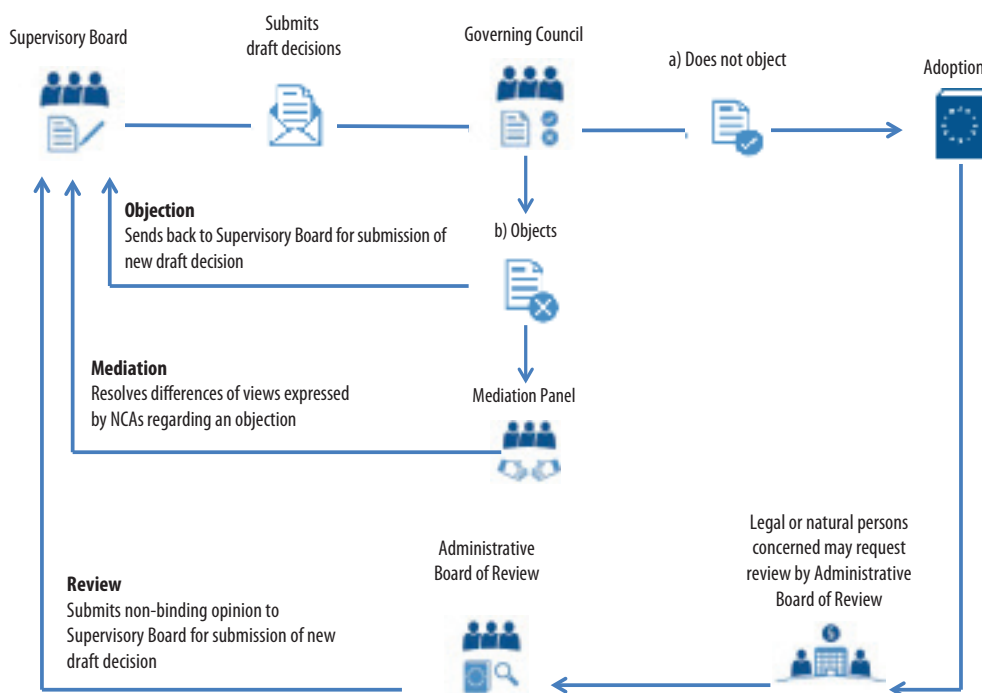 Supervisory Board
Submits
draft decisions
Governing Council
a) Does not object
Adoption
Objection
Sends back to Supervisory Board for submission of
new draft decision
b) Objects
Mediation
Resolves differences of views expressed
by NCAs regarding an objection
Mediation Panel
Legal or natural persons
concerned may request
review by Administrative
Board of Review
Administrative
Board of Review
Review
Submits non-binding opinion to
Supervisory Board for submission of new
draft decision